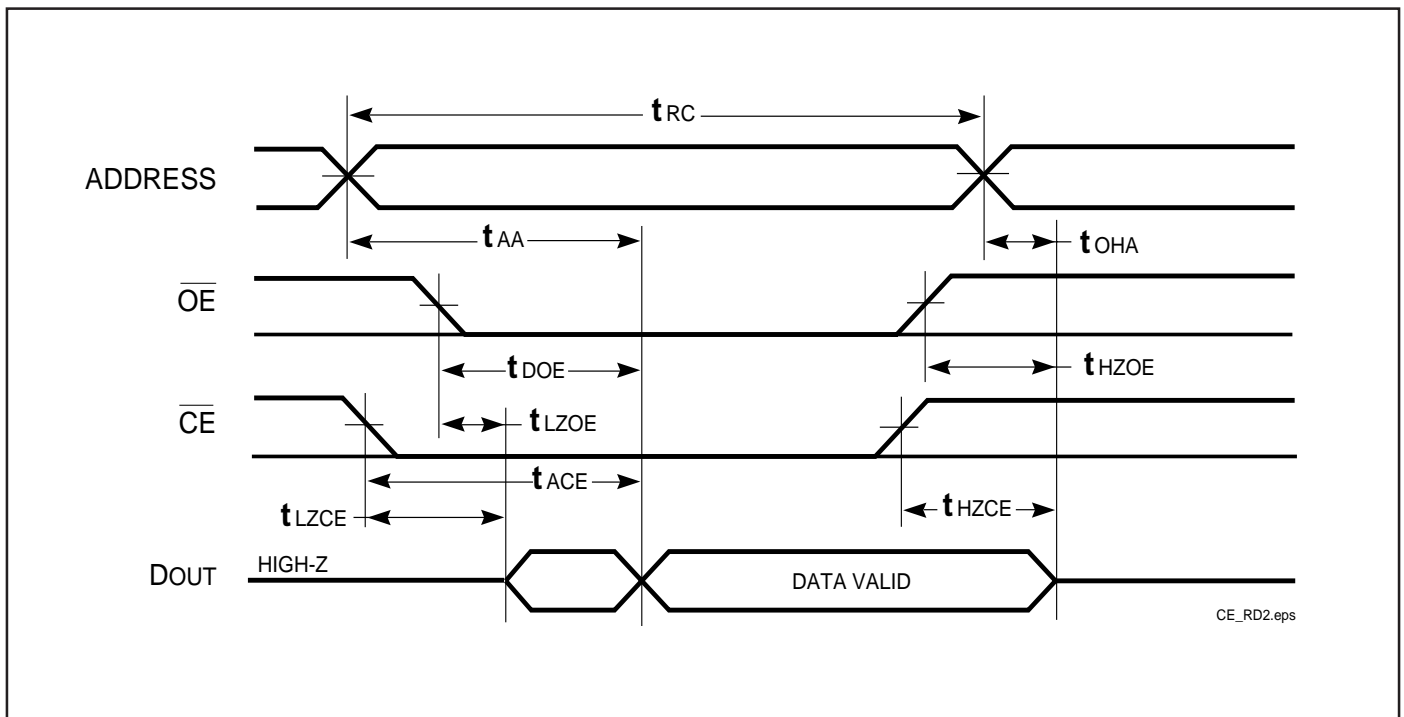 tRC
ADDRESS
tAA
tOHA
OE
tDOE
tHZOE
CE
tLZOE
tACE
tLZCE
tHZCE
DOUT
HIGH-Z
DATA VALID
CE_RD2.eps